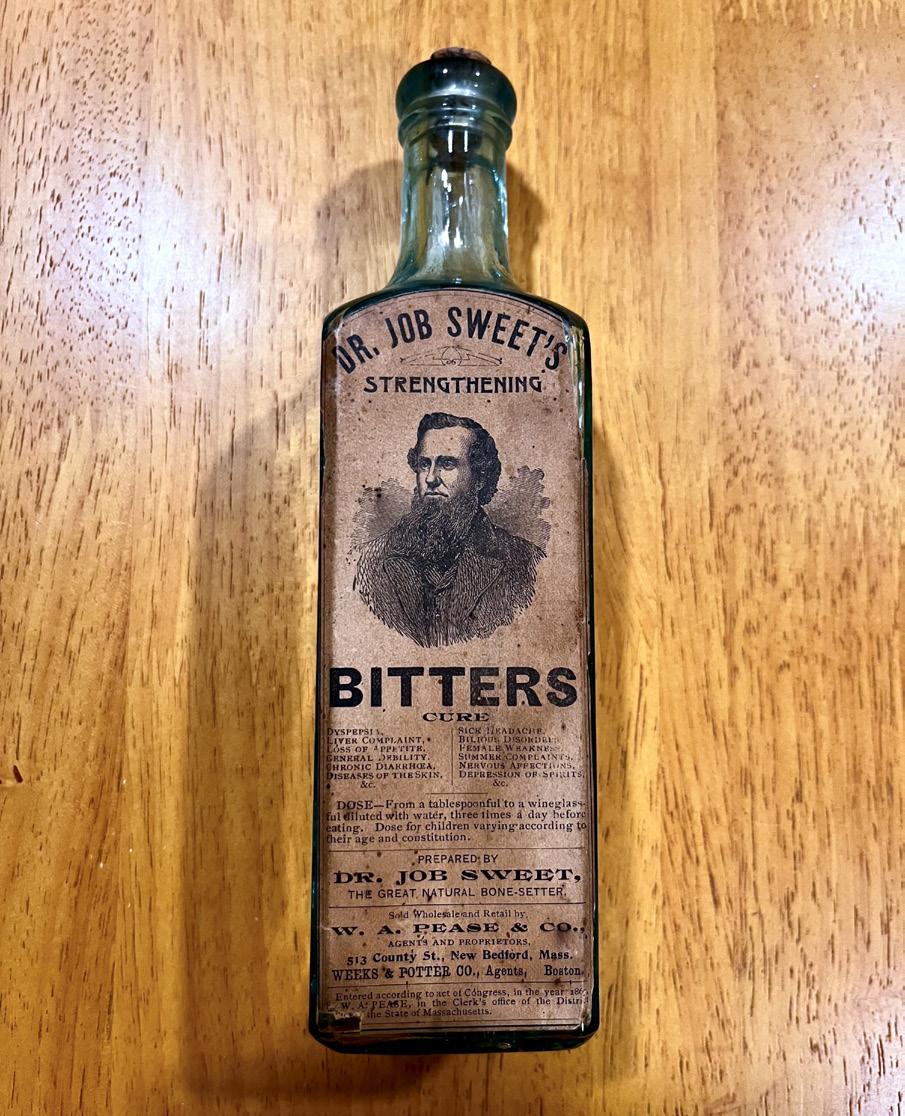 DR. JOB SWEET'S
STRENGTHENING
BITTERS
CURE
DYSPEPSIA,
LIVER COMPLAINT,
LOSS OF APPETITE,
GENERAL DEBILITY,
CHRONIC DIARRHŒA,
DISEASES OF THE SKIN,
&c.
SICK HEADACHE,
BILIOUS DISORDERS,
FEMALE WEAKNESS,
SUMMER COMPLAINTS,
NERVOUS AFFECTIONS,
DEPRESSION OF SPIRITS,
&c.
DOSE—From a tablespoonful to a wineglass-
ful diluted with water, three times a day before
eating. Dose for children varying according to
their age and constitution.
PREPARED BY
DR. JOB SWEET,
THE GREAT NATURAL BONE-SETTER.
Sold Wholesale and Retail by
W. A. PEASE & CO.,
AGENTS AND PROPRIETORS,
513 County St., New Bedford, Mass.
WEEKS & POTTER CO., Agents, Boston
Entered according to act of Congress, in the year
W. A. PEASE, in the Clerk's office of the
the State of Massachusetts.